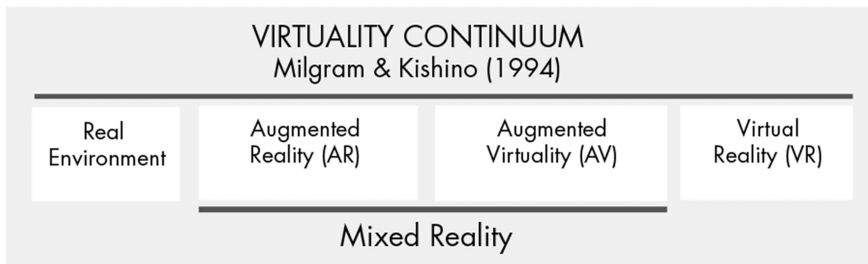 VIRTUALITY CONTINUUM
Milgram & Kishino (1994)
Real
Environment
Augmented
Reality (AR)
Augmented
Virtuality (AV)
Virtual
Reality (VR)
Mixed Reality